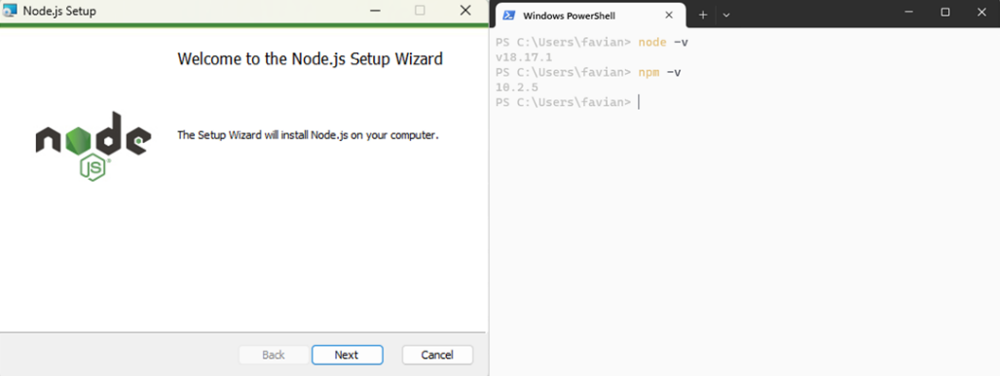 Node.js Setup
Welcome to the Node.js Setup Wizard
node
JS
The Setup Wizard will install Node.js on your computer.
Back Next Cancel
Windows PowerShell
PS C:\Users\favian> node -v
v18.17.1
PS C:\Users\favian> npm -v
10.2.5
PS C:\Users\favian>